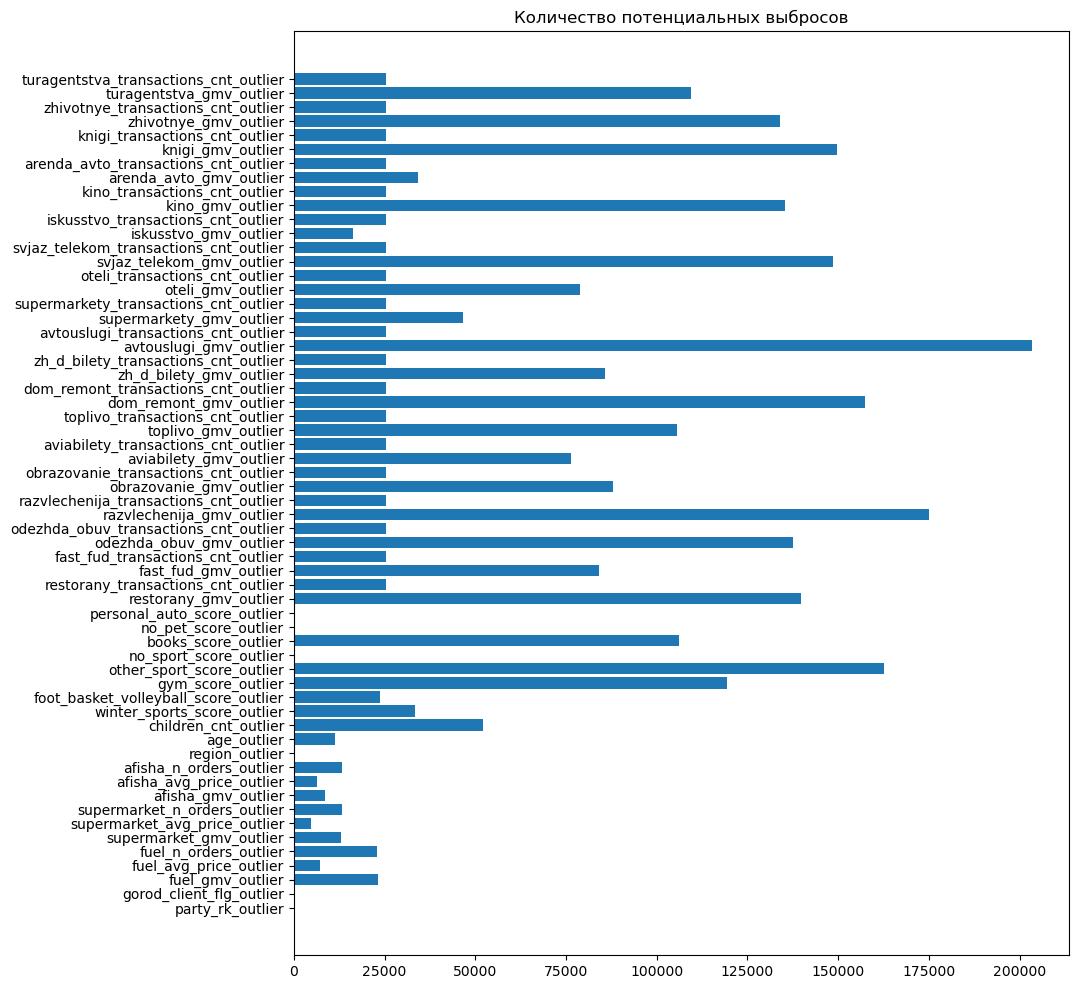 Количество потенциальных выбросов
turagentstva_transactions_cnt_outlier
turagentstva_gmv_outlier
zhivotnye_transactions_cnt_outlier
zhivotnye_gmv_outlier
knigi_transactions_cnt_outlier
knigi_gmv_outlier
arenda_avto_transactions_cnt_outlier
arenda_avto_gmv_outlier
kino_transactions_cnt_outlier
kino_gmv_outlier
iskusstvo_transactions_cnt_outlier
iskusstvo_gmv_outlier
svjaz_telekom_transactions_cnt_outlier
svjaz_telekom_gmv_outlier
oteli_transactions_cnt_outlier
oteli_gmv_outlier
supermarkety_transactions_cnt_outlier
supermarkety_gmv_outlier
avtouslugi_transactions_cnt_outlier
avtouslugi_gmv_outlier
zh_d_bilety_transactions_cnt_outlier
zh_d_bilety_gmv_outlier
dom_remont_transactions_cnt_outlier
dom_remont_gmv_outlier
toplivo_transactions_cnt_outlier
toplivo_gmv_outlier
aviabilety_transactions_cnt_outlier
aviabilety_gmv_outlier
obrazovanie_transactions_cnt_outlier
obrazovanie_gmv_outlier
razvlechenija_transactions_cnt_outlier
razvlechenija_gmv_outlier
odezhda_obuv_transactions_cnt_outlier
odezhda_obuv_gmv_outlier
fast_fud_transactions_cnt_outlier
fast_fud_gmv_outlier
restorany_transactions_cnt_outlier
restorany_gmv_outlier
personal_auto_score_outlier
no_pet_score_outlier
books_score_outlier
no_sport_score_outlier
other_sport_score_outlier
gym_score_outlier
foot_basket_volleyball_score_outlier
winter_sports_score_outlier
children_cnt_outlier
age_outlier
region_outlier
afisha_n_orders_outlier
afisha_avg_price_outlier
afisha_gmv_outlier
supermarket_n_orders_outlier
supermarket_avg_price_outlier
supermarket_gmv_outlier
fuel_n_orders_outlier
fuel_avg_price_outlier
fuel_gmv_outlier
gorod_client_flg_outlier
party_rk_outlier
0 25000 50000 75000 100000 125000 150000 175000 200000